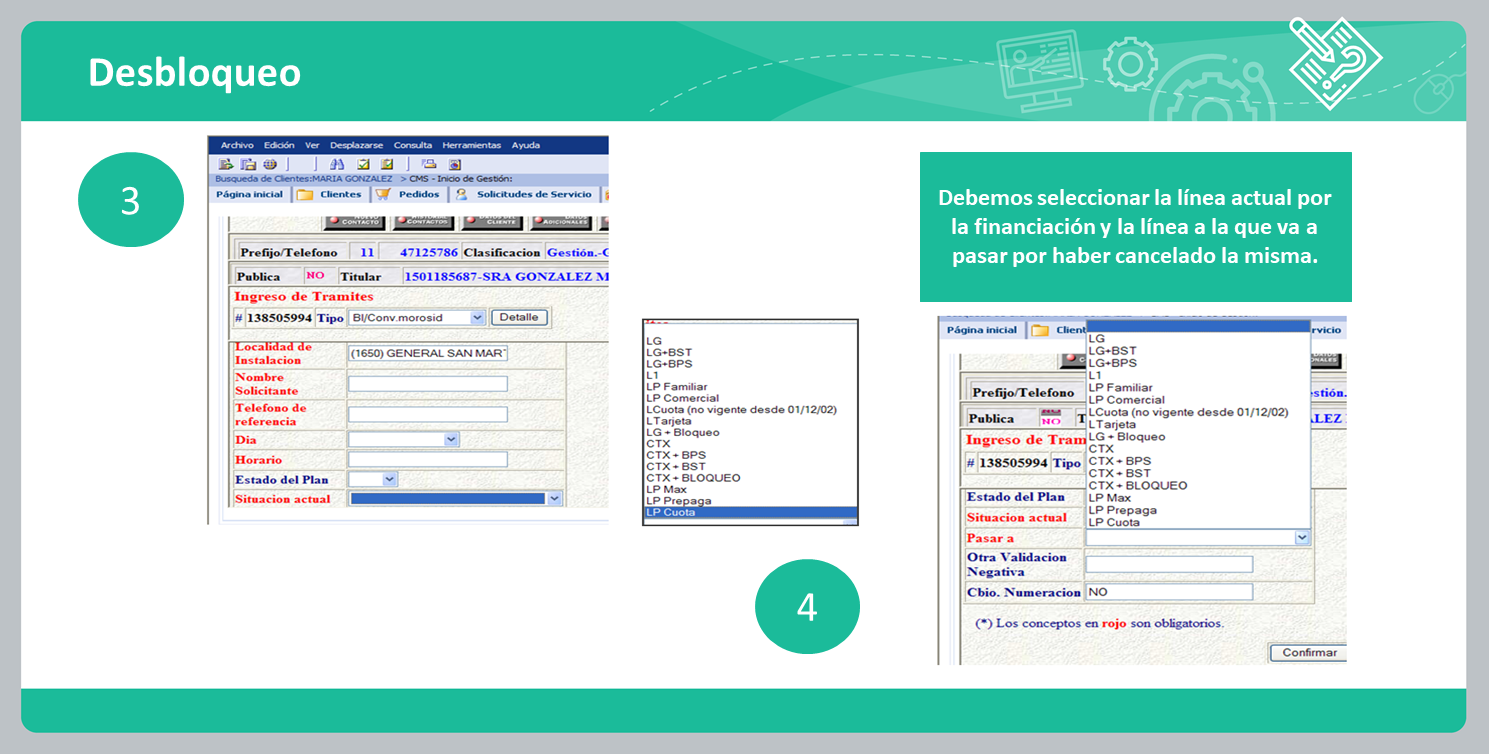 Desbloqueo
3
Archivo Edición Ver Desplazarse Consulta Herramientas Ayuda
Busqueda de Clientes:MARIA GONZALEZ > CMS - Inicio de Gestión:
Página inicial Clientes Pedidos Solicitudes de Servicio
CONTACTO CONTACTOS CLIENTE ADICIONALES
Prefijo/Telefono 11 47125786 Clasificacion Gestión.-G
Publica NO Titular 1501185687-SRA GONZALEZ M
Ingreso de Tramites
# 138505994 Tipo BI/Conv.morosid Detalle
Localidad de
Instalacion
(1650) GENERAL SAN MAR
Nombre
Solicitante
Telefono de
referencia
Dia
Horario
Estado del Plan
Situacion actual
LG
LG+BST
LG+BPS
L1
LP Familiar
LP Comercial
LCuota (no vigente desde 01/12/02)
LTarjeta
LG + Bloqueo
CTX
CTX + BPS
CTX + BST
CTX + BLOQUEO
LP Max
LP Prepaga
LP Cuota
Debemos seleccionar la línea actual por
la financiación y la línea a la que va a
pasar por haber cancelado la misma.
4
Página inicial Client rvicio
LG
LG+BST
LG+BPS
L1
LP Familiar
LP Comercial
LCuota (no vigente desde 01/12/02)
LTarjeta
LG + Bloqueo
CTX
CTX + BPS
CTX + BST
CTX + BLOQUEO
LP Max
LP Prepaga
LP Cuota
Prefijo/Telefono estión.
Publica NO T LEZ
Ingreso de Tram
# 138505994 Tipo
Estado del Plan
Situacion actual
Pasar a
Otra Validacion
Negativa
Cbio. Numeracion NO
(*) Los conceptos en rojo son obligatorios.
Confirmar